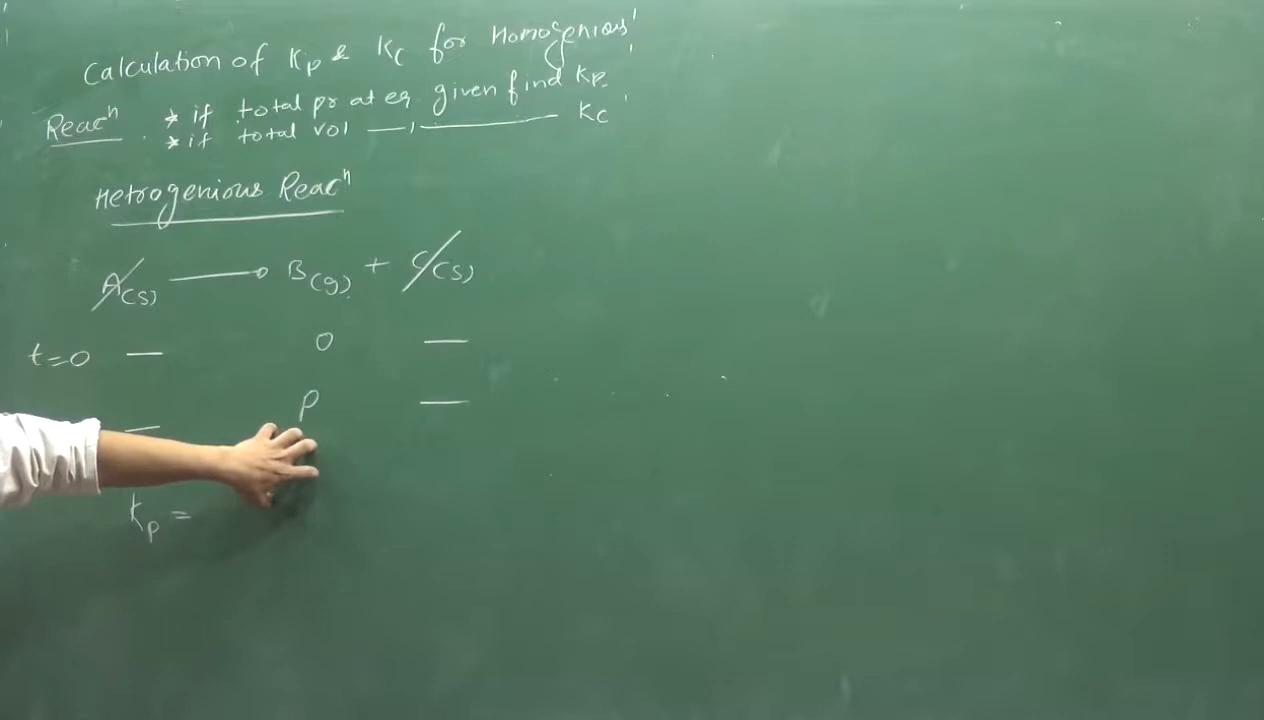 Calculation of Kp & Kc for Homogenious
Reacⁿ . * if total pr at eq given find Kp.
* if total vol —— " —————— Kc
Hetrogenious Reacⁿ
A(s) ⟶ B(g) + C(s)
t=0 — 0 —
— P —
Kp =